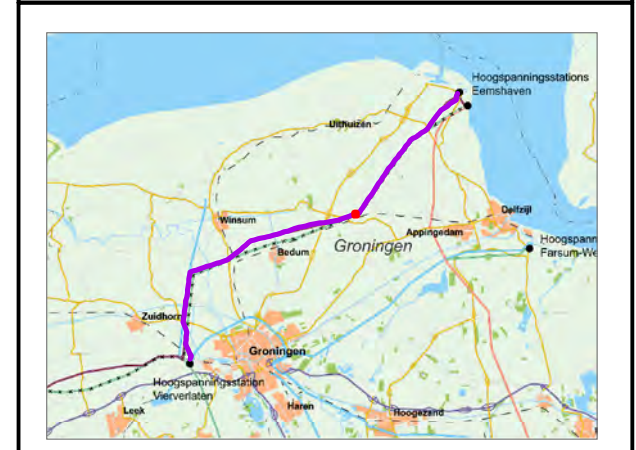 Hoogspanningsstations
Eemshaven
Uithuizen
Winsum
Delfzijl
Appingedam
Groningen
Bedum
Hoogspann
Farsum-We
Zuidhorn
Groningen
Hoogspanningsstation
Vierverlaten
Leek
Haren
Hoogezand